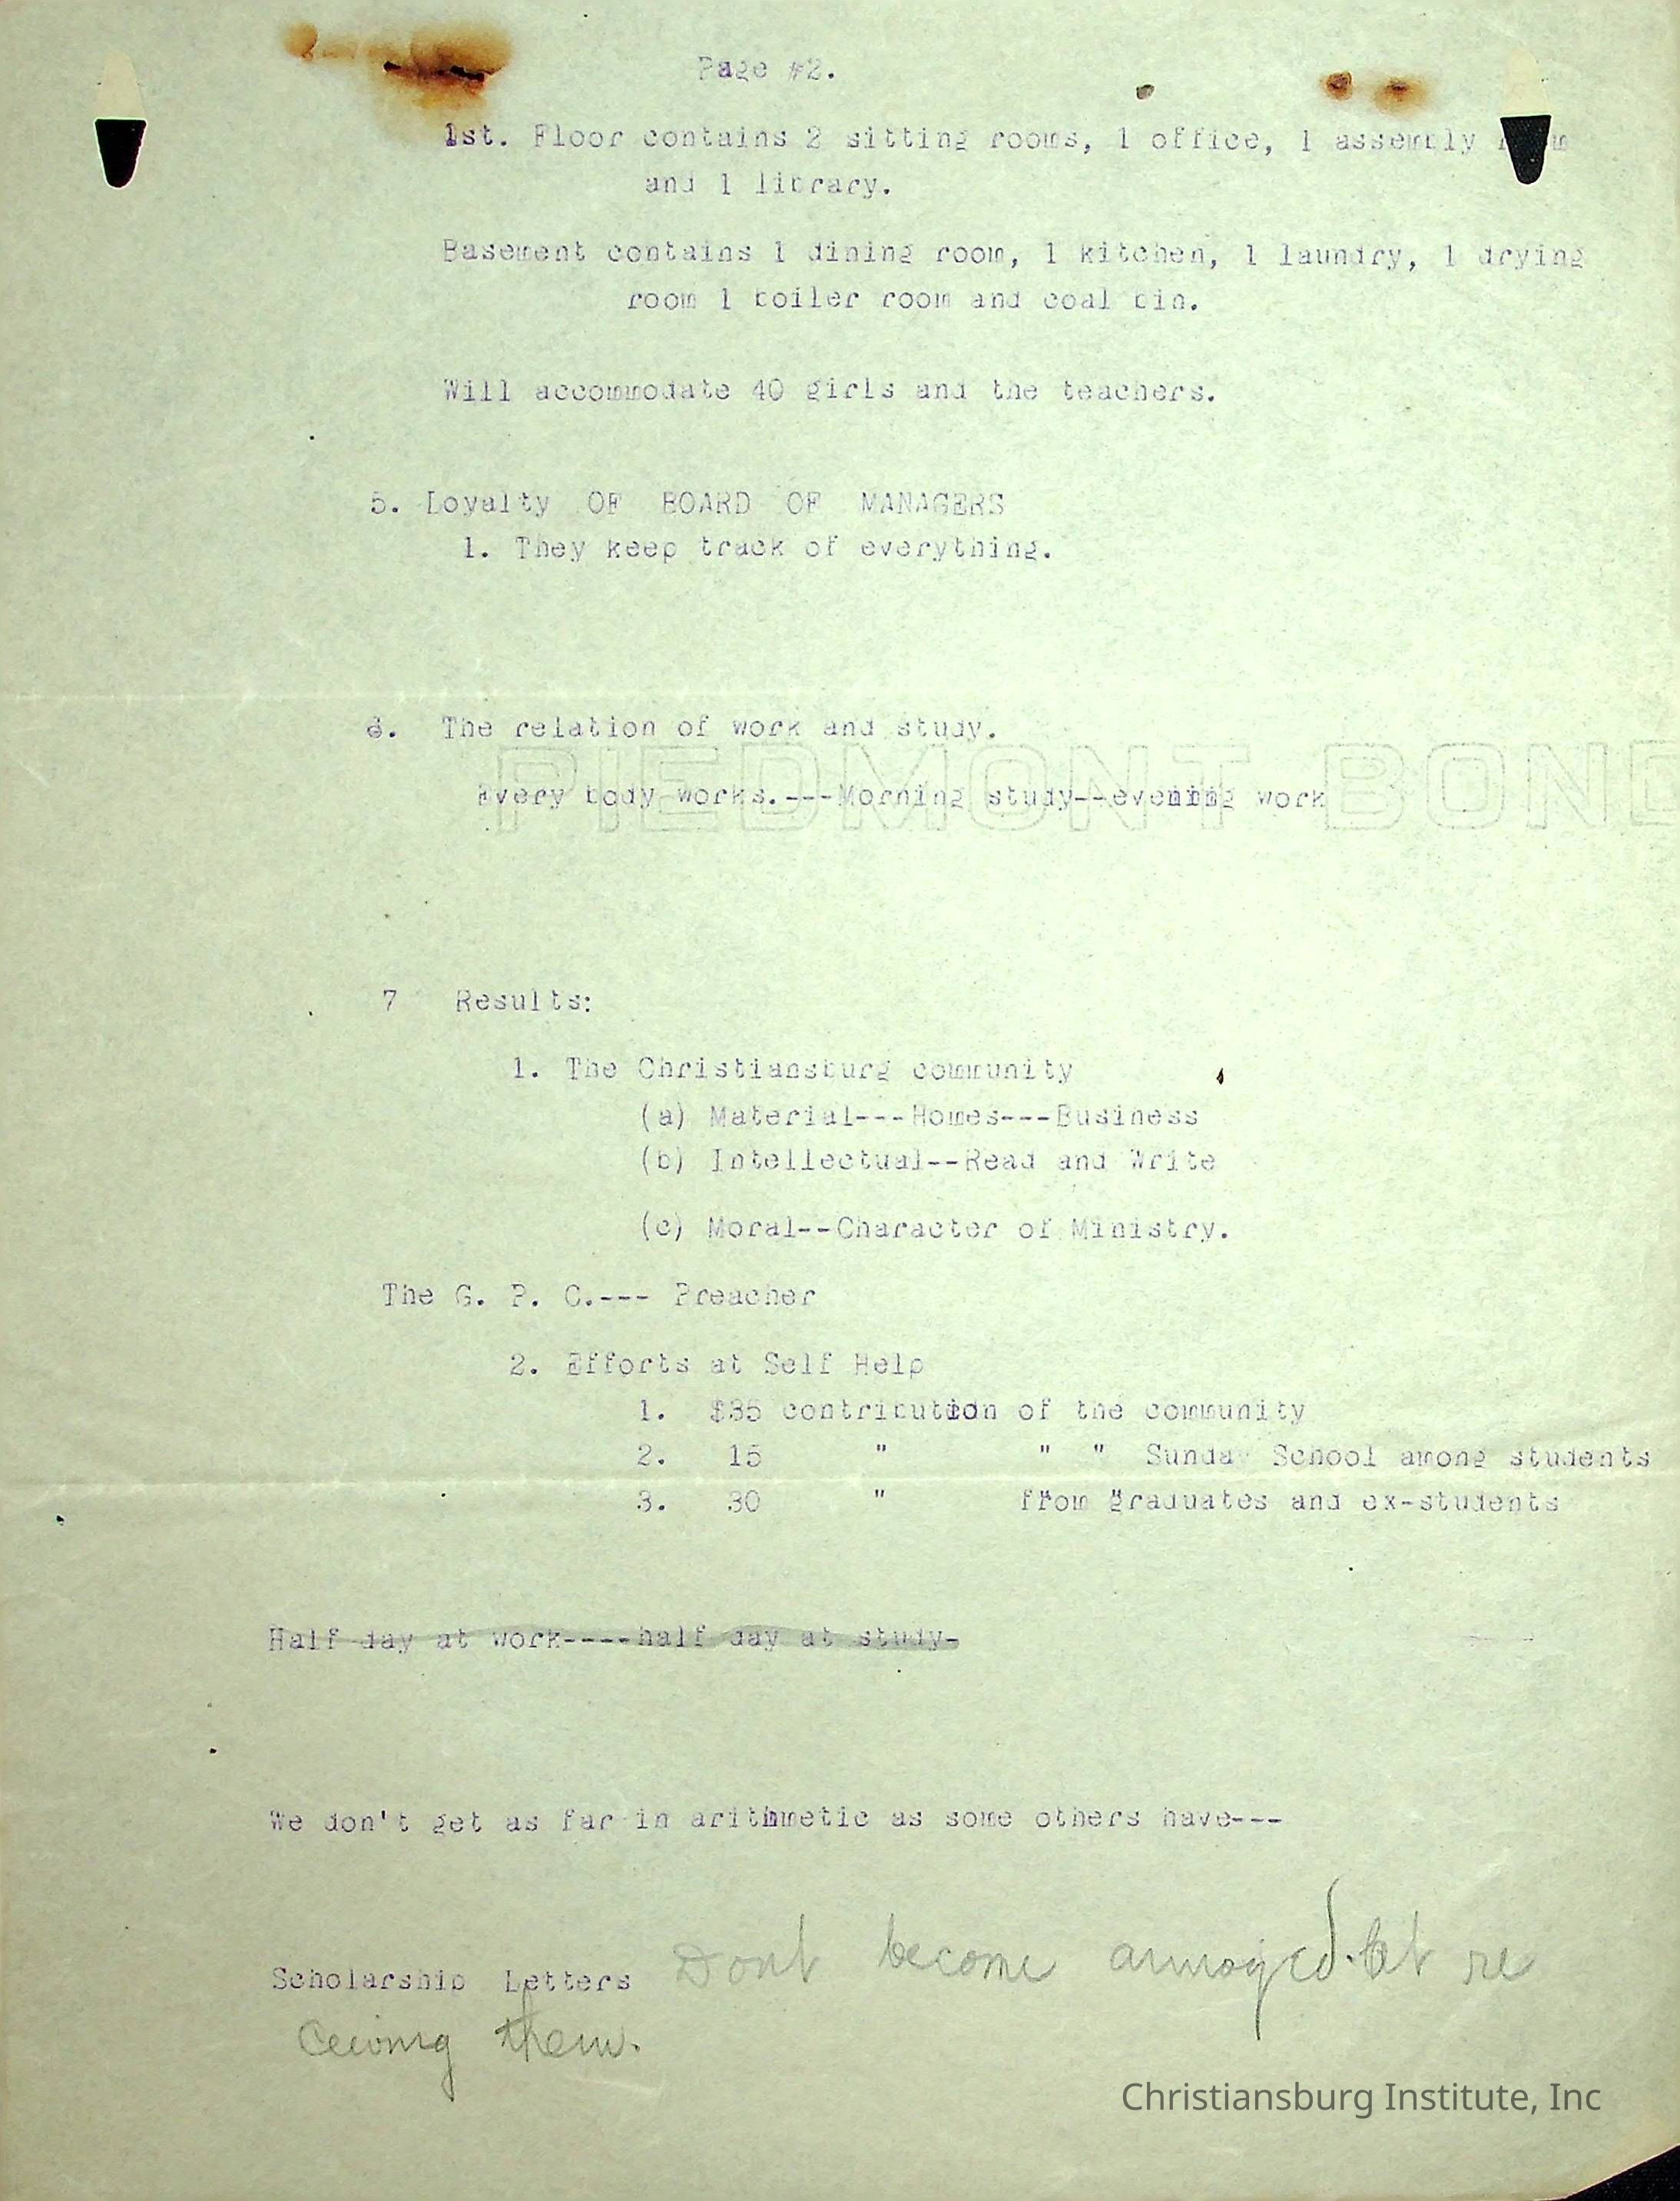 Page #2.
1st. Floor contains 2 sitting rooms, 1 office, 1 assembly
and 1 library.
Basement contains 1 dining room, 1 kitchen, 1 laundry, 1 drying
room 1 boiler room and coal bin.
Will accommodate 40 girls and the teachers.
5. Loyalty OF BOARD OF MANAGERS
1. They keep track of everything.
6. The relation of work and study.
PIEDMONT BOND
Every body works.---Morning study--evening work
7 Results:
1. The Christiansburg community
(a) Material---Homes---Business
(b) Intellectual--Read and Write
(c) Moral--Character of Ministry.
The G. P. C.--- Preacher
2. Efforts at Self Help
1. $35 contribution of the community
2. 15 " " " Sunday School among students
3. 30 " from graduates and ex-students
Half day at work----half day at study-
We don't get as far in arithmetic as some others have---
Scholarship Letters Dont become annoyed at re
ceiving them.
Christiansburg Institute, Inc